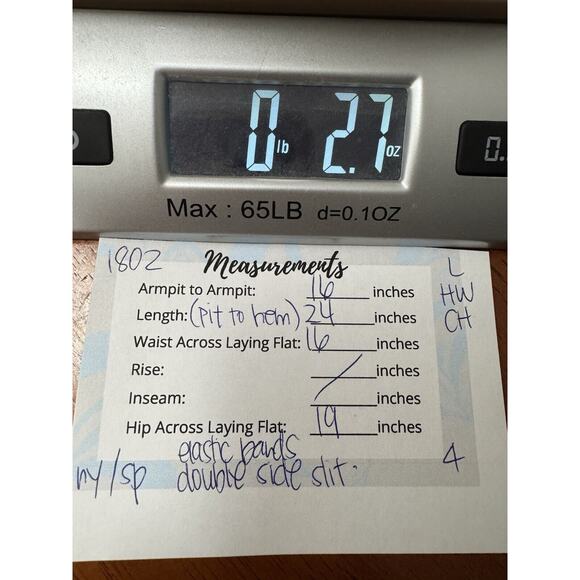 0 lb 2.7 oz
0.
Max : 65LB d=0.1OZ
1802 Measurements L
Armpit to Armpit: 16 inches HW
Length: (pit to hem) 24 inches CH
Waist Across Laying Flat: 16 inches
Rise: / inches
Inseam: inches
Hip Across Laying Flat: 19 inches
elastic bands 4
ny/sp double side slit.